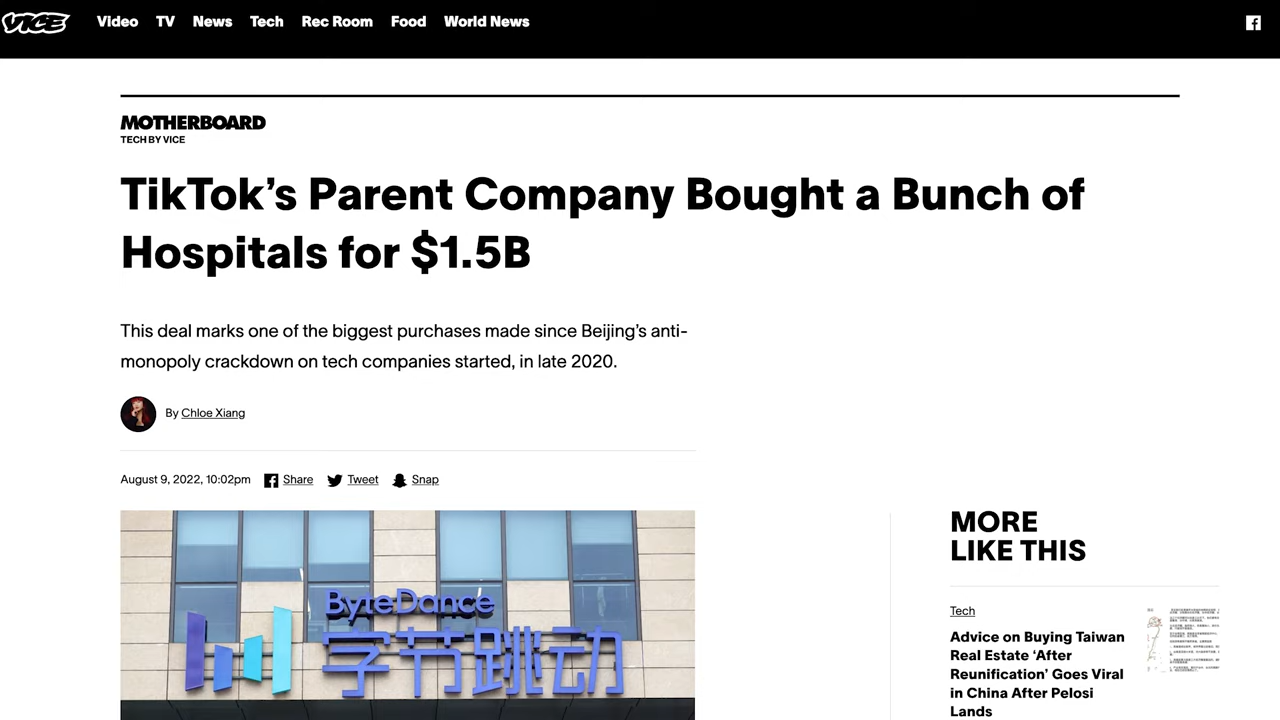 VICE
Video TV News Tech Rec Room Food World News
MOTHERBOARD
TECH BY VICE
TikTok’s Parent Company Bought a Bunch of
Hospitals for $1.5B
This deal marks one of the biggest purchases made since Beijing’s anti-
monopoly crackdown on tech companies started, in late 2020.
By Chloe Xiang
August 9, 2022, 10:02pm Share Tweet Snap
ByteDance
字节跳动
MORE
LIKE THIS
Tech
Advice on Buying Taiwan
Real Estate ‘After
Reunification’ Goes Viral
in China After Pelosi
Lands